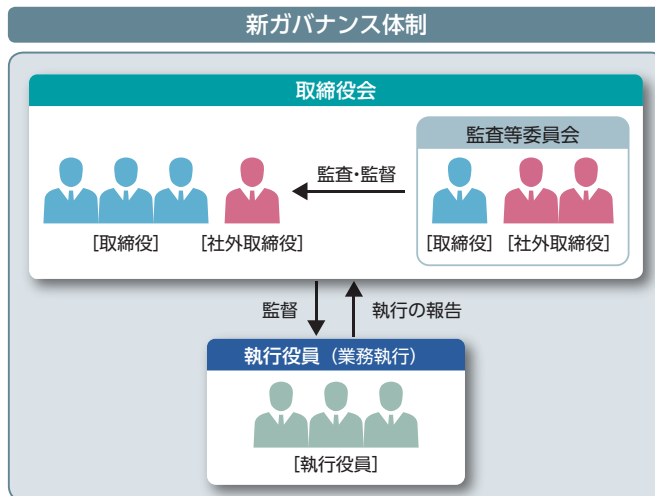 新ガバナンス体制
取締役会
監査等委員会
監査・監督
[取締役]
[社外取締役]
[取締役]
[社外取締役]
監督
執行の報告
執行役員（業務執行）
[執行役員]